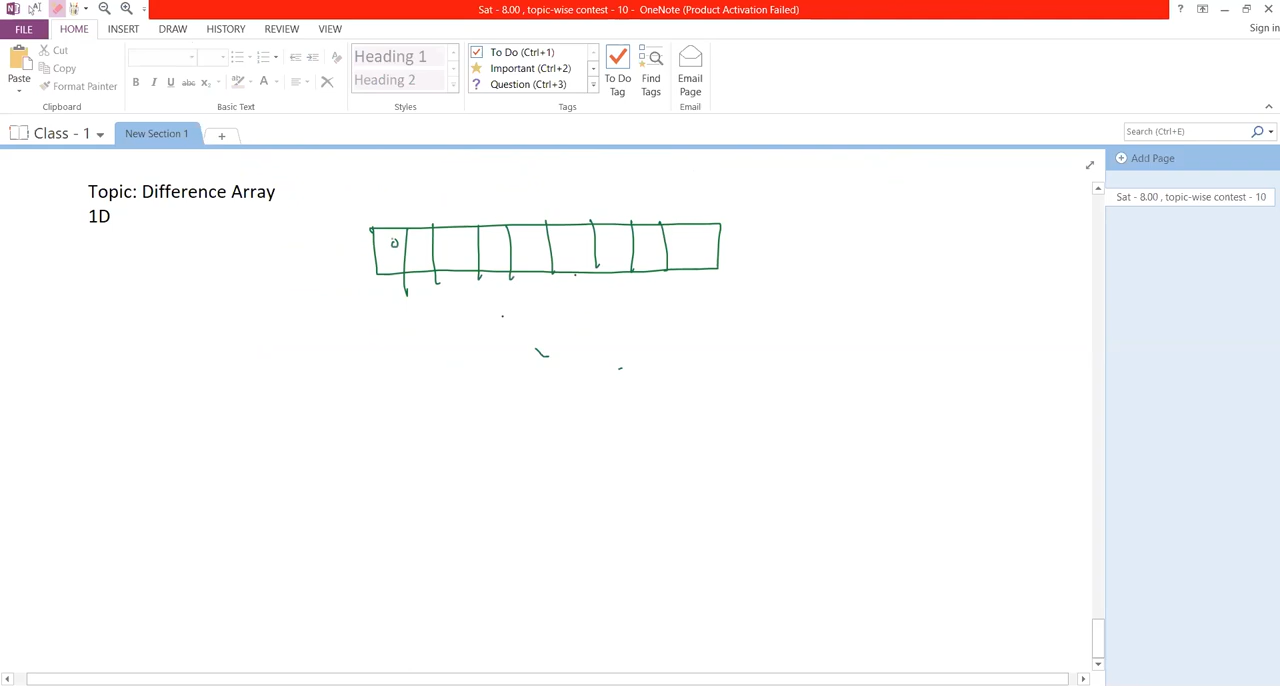 Sat - 8.00 , topic-wise contest - 10 - OneNote (Product Activation Failed)
FILE HOME INSERT DRAW HISTORY REVIEW VIEW
Sign in
Paste
Cut
Copy
Format Painter
Clipboard
B I U abc x₂ A
Basic Text
Heading 1
Heading 2
Styles
To Do (Ctrl+1)
Important (Ctrl+2)
? Question (Ctrl+3)
Tags
To Do Tag
Find Tags
Email Page
Email
Class - 1
New Section 1
Search (Ctrl+E)
Add Page
Sat - 8.00 , topic-wise contest - 10
Topic: Difference Array
1D
0